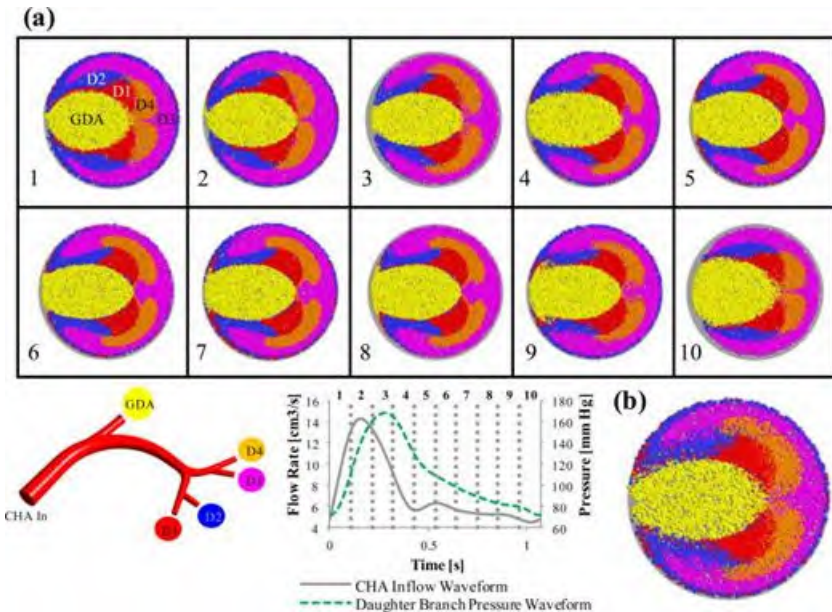 (a)
D2
D1
D4
GDA
D3
1
2
3
4
5
6
7
8
9
10
GDA
D4
D3
D2
D1
CHA In
1 2 3 4 5 6 7 8 9 10
Flow Rate [cm3/s]
16
14
12
10
8
6
4
180
160
140
120
100
80
60
Pressure [mm Hg]
0
0.5
1
Time [s]
CHA Inflow Waveform
Daughter Branch Pressure Waveform
(b)